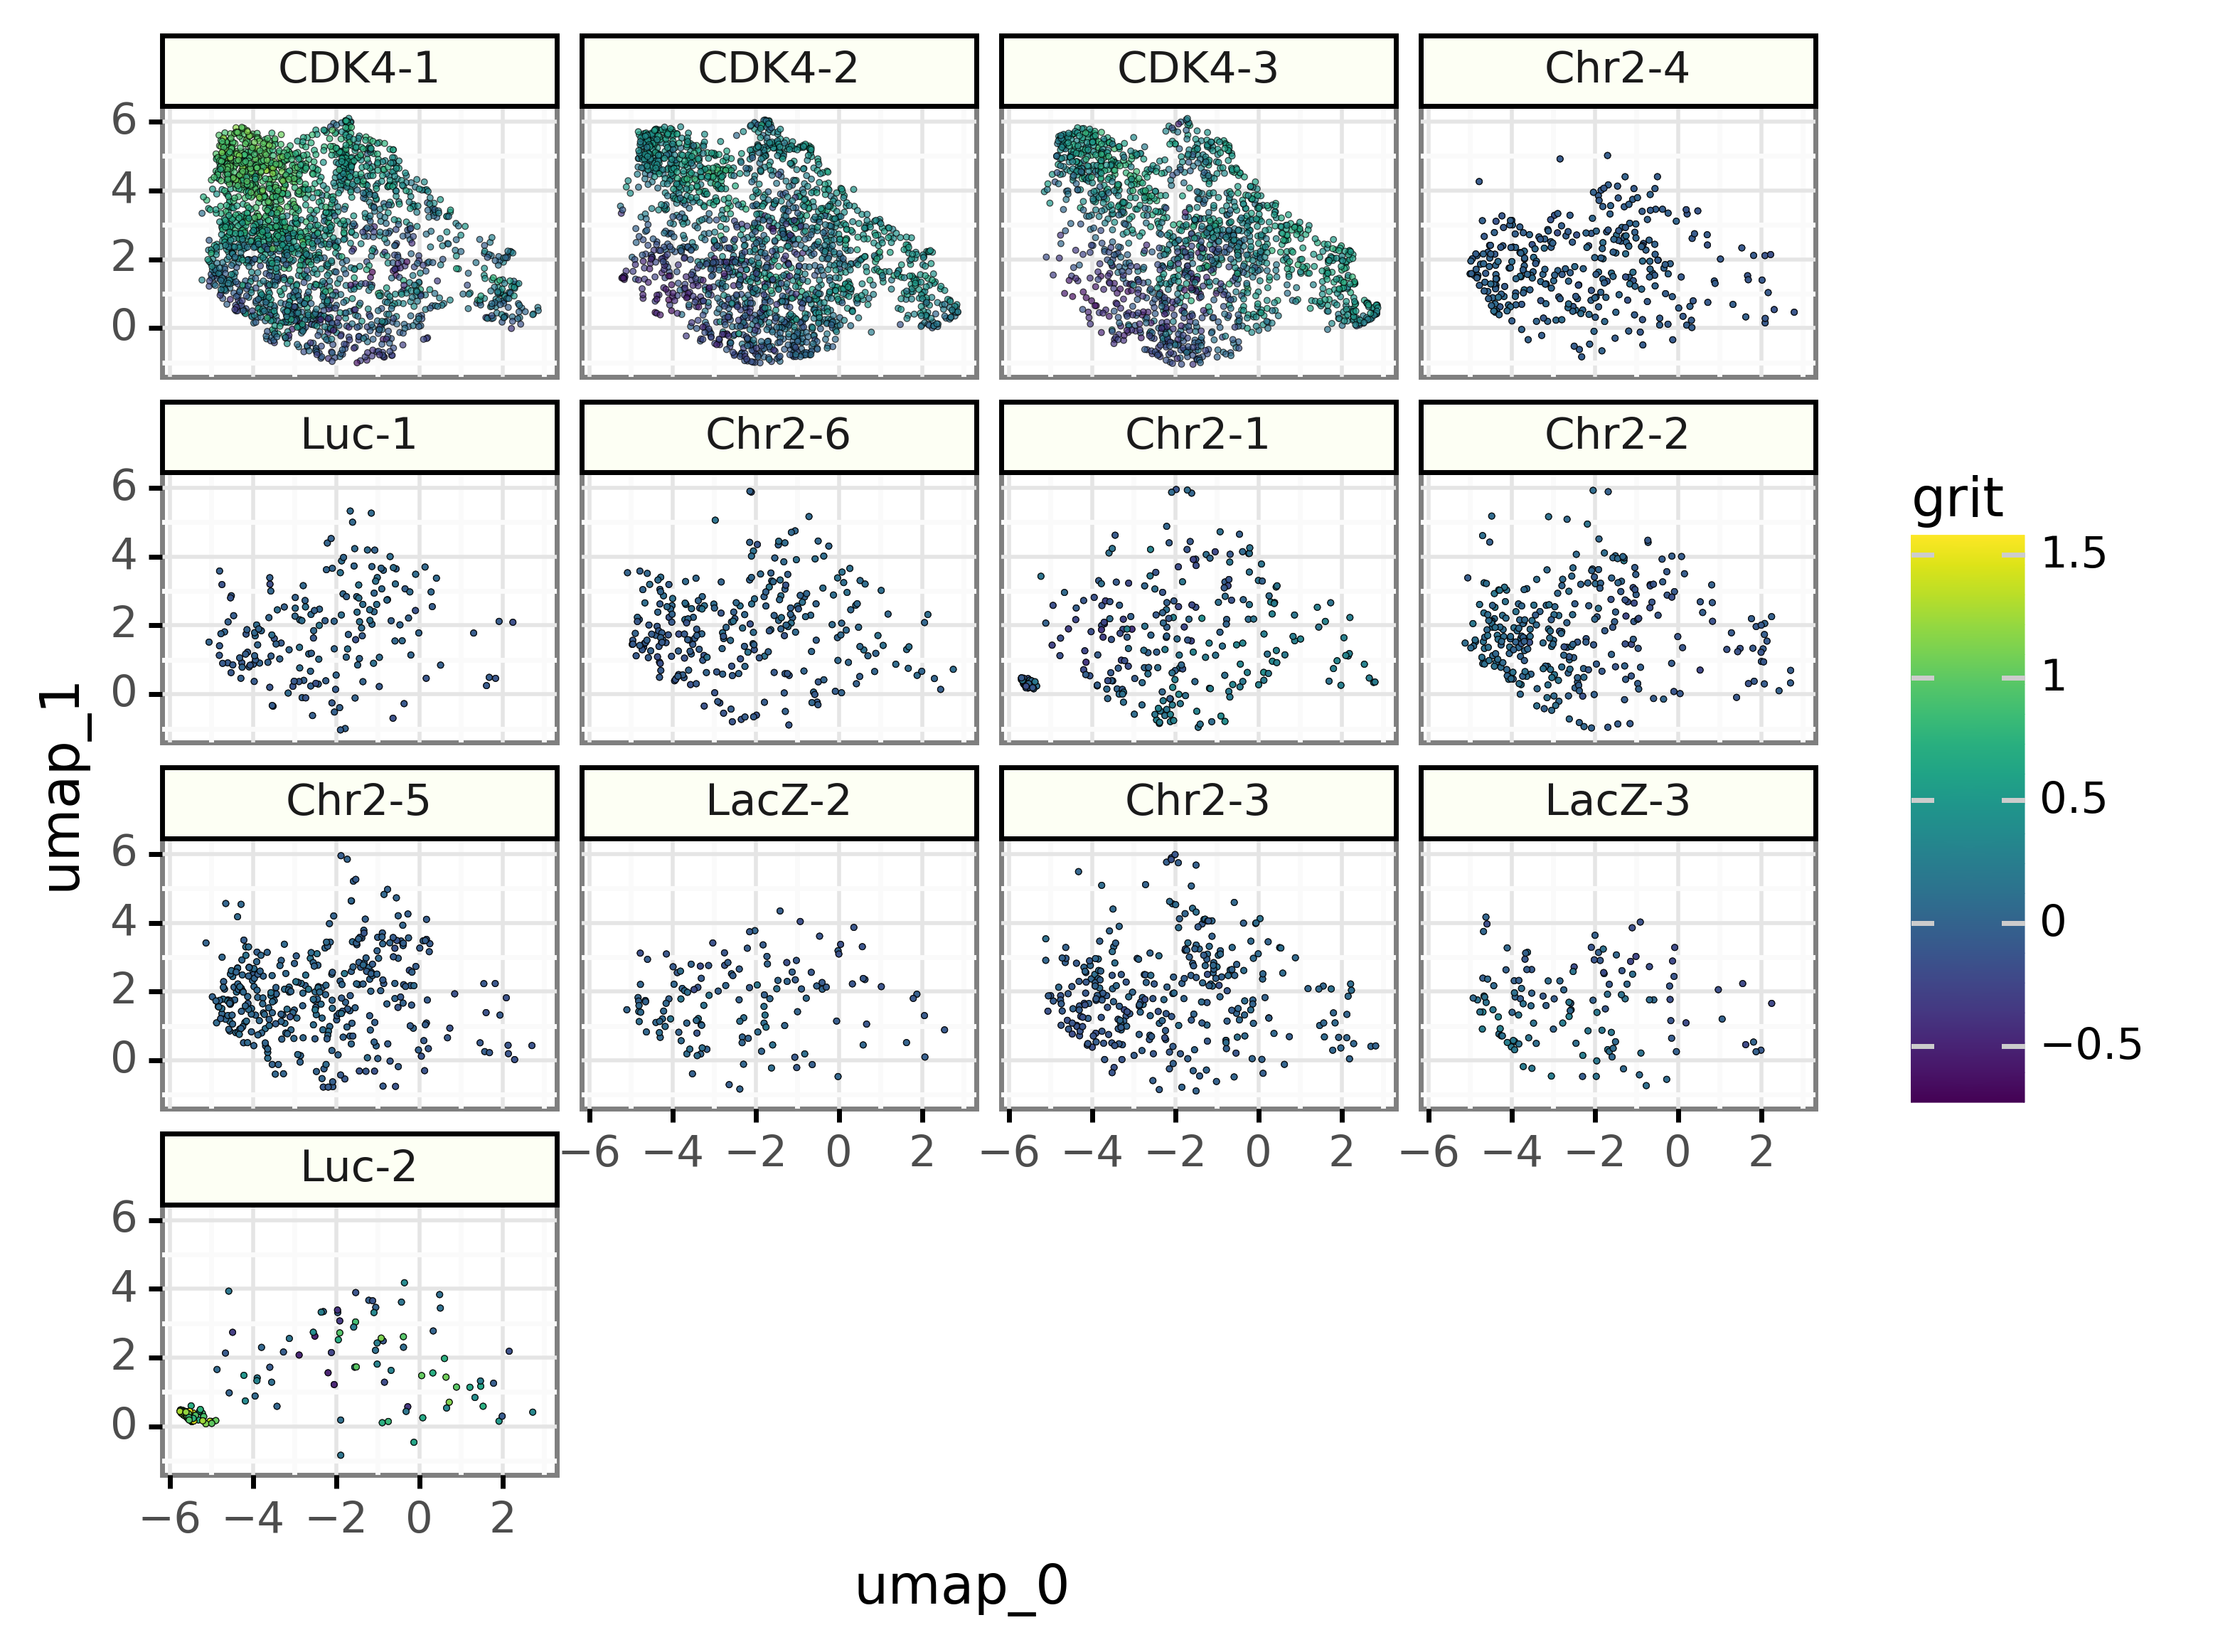 CDK4-1 CDK4-2 CDK4-3 Chr2-4
6
4
2
0
Luc-1 Chr2-6 Chr2-1 Chr2-2
6
4
2
0
Chr2-5 LacZ-2 Chr2-3 LacZ-3
6
4
2
0
−6 −4 −2 0 2 −6 −4 −2 0 2 −6 −4 −2 0 2
Luc-2
6
4
2
0
−6 −4 −2 0 2
umap_0
umap_1
grit
1.5
1
0.5
0
−0.5